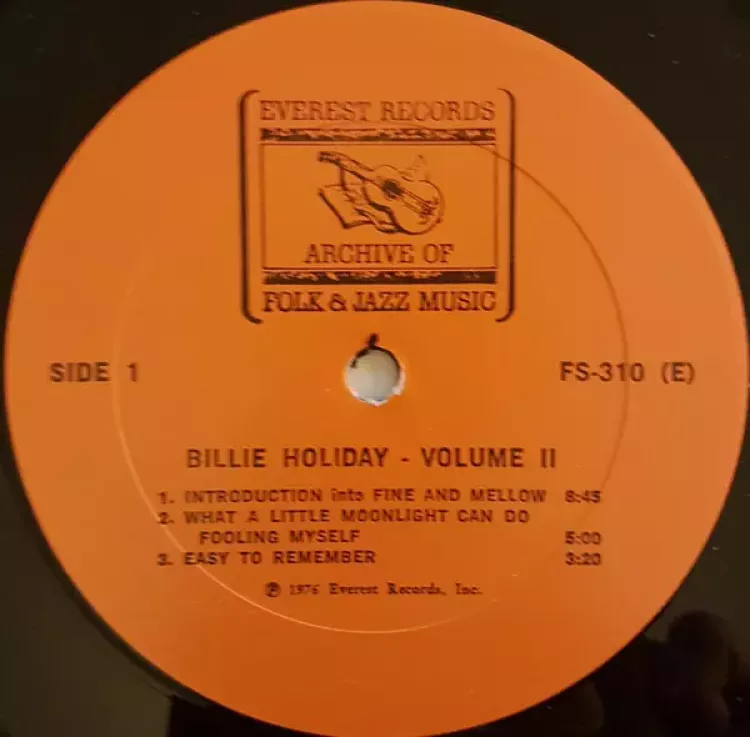 EVEREST RECORDS
ARCHIVE OF
FOLK & JAZZ MUSIC
SIDE 1
FS-310 (E)
BILLIE HOLIDAY - VOLUME II
1. INTRODUCTION into FINE AND MELLOW 8:45
2. WHAT A LITTLE MOONLIGHT CAN DO
FOOLING MYSELF 5:00
3. EASY TO REMEMBER 3:20
℗ 1976 Everest Records, Inc.